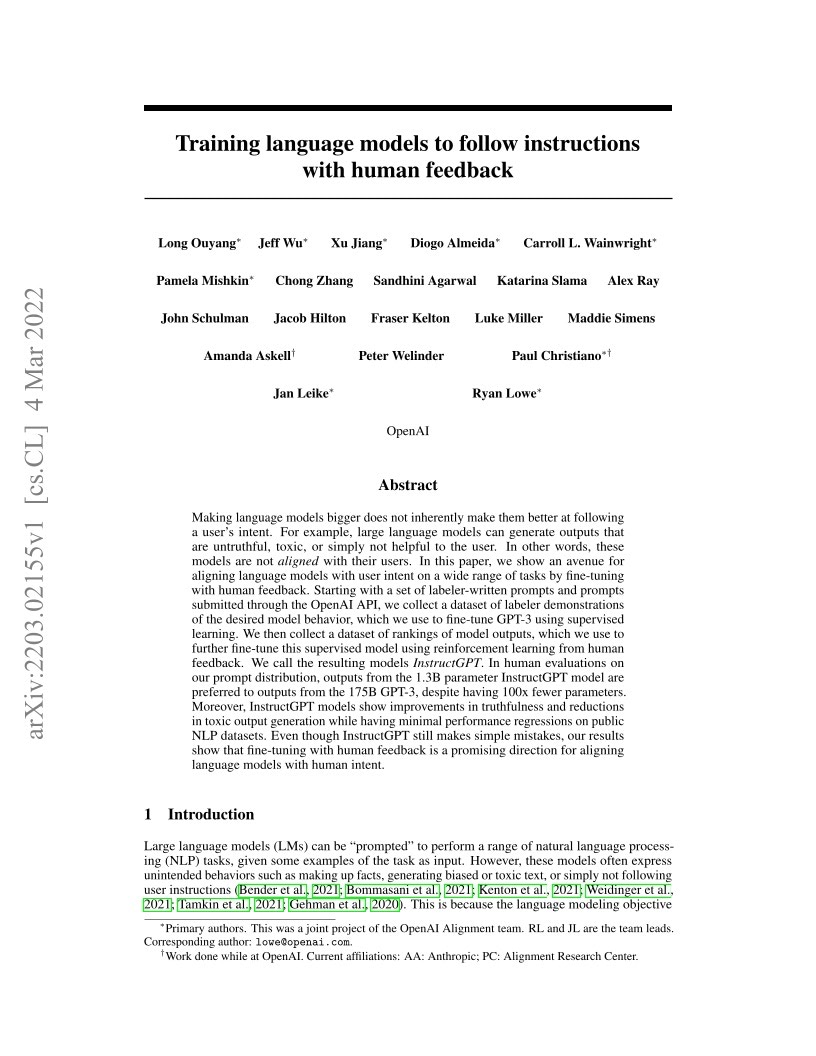 arXiv:2203.02155v1 [cs.CL] 4 Mar 2022
Training language models to follow instructions
with human feedback
Long Ouyang∗ Jeff Wu∗ Xu Jiang∗ Diogo Almeida∗ Carroll L. Wainwright∗
Pamela Mishkin∗ Chong Zhang Sandhini Agarwal Katarina Slama Alex Ray
John Schulman Jacob Hilton Fraser Kelton Luke Miller Maddie Simens
Amanda Askell† Peter Welinder Paul Christiano∗†
Jan Leike∗ Ryan Lowe∗
OpenAI
Abstract
Making language models bigger does not inherently make them better at following
a user's intent. For example, large language models can generate outputs that
are untruthful, toxic, or simply not helpful to the user. In other words, these
models are not aligned with their users. In this paper, we show an avenue for
aligning language models with user intent on a wide range of tasks by fine-tuning
with human feedback. Starting with a set of labeler-written prompts and prompts
submitted through the OpenAI API, we collect a dataset of labeler demonstrations
of the desired model behavior, which we use to fine-tune GPT-3 using supervised
learning. We then collect a dataset of rankings of model outputs, which we use to
further fine-tune this supervised model using reinforcement learning from human
feedback. We call the resulting models InstructGPT. In human evaluations on
our prompt distribution, outputs from the 1.3B parameter InstructGPT model are
preferred to outputs from the 175B GPT-3, despite having 100x fewer parameters.
Moreover, InstructGPT models show improvements in truthfulness and reductions
in toxic output generation while having minimal performance regressions on public
NLP datasets. Even though InstructGPT still makes simple mistakes, our results
show that fine-tuning with human feedback is a promising direction for aligning
language models with human intent.
1 Introduction
Large language models (LMs) can be “prompted” to perform a range of natural language process-
ing (NLP) tasks, given some examples of the task as input. However, these models often express
unintended behaviors such as making up facts, generating biased or toxic text, or simply not following
user instructions (Bender et al., 2021; Bommasani et al., 2021; Kenton et al., 2021; Weidinger et al.,
2021; Tamkin et al., 2021; Gehman et al., 2020). This is because the language modeling objective
∗Primary authors. This was a joint project of the OpenAI Alignment team. RL and JL are the team leads.
Corresponding author: lowe@openai.com.
†Work done while at OpenAI. Current affiliations: AA: Anthropic; PC: Alignment Research Center.